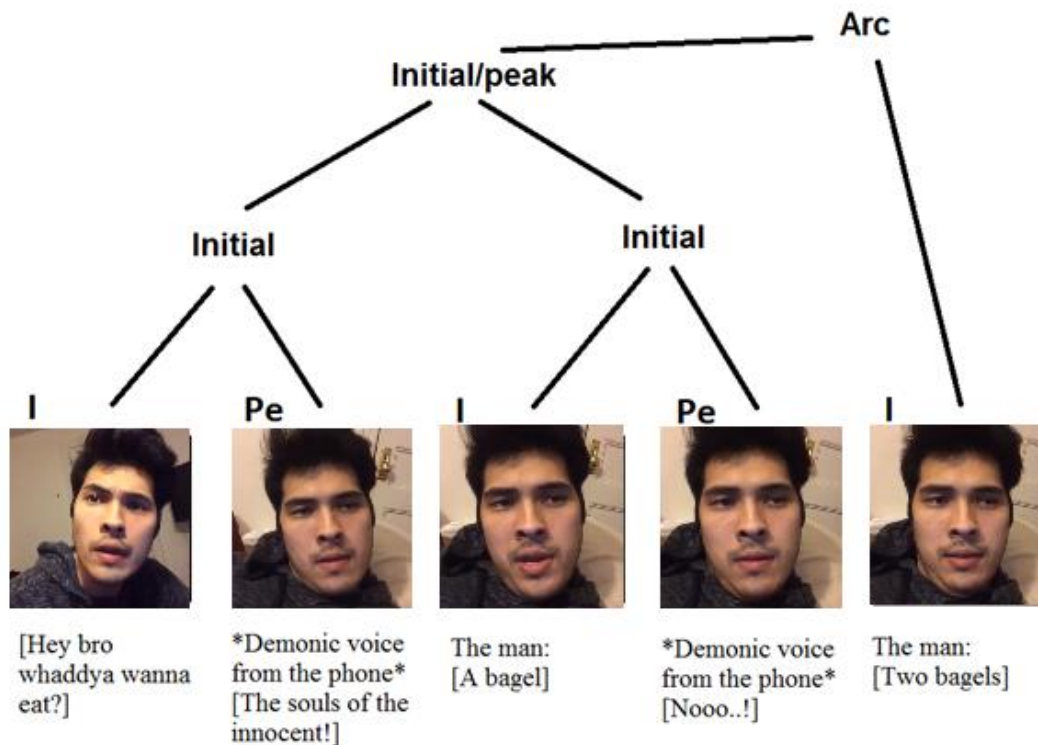 Arc
Initial/peak
Initial
Initial
I
Pe
I
Pe
I
[Hey bro
whaddya wanna
eat?]
*Demonic voice
from the phone*
[The souls of the
innocent!]
The man:
[A bagel]
*Demonic voice
from the phone*
[Nooo..!]
The man:
[Two bagels]